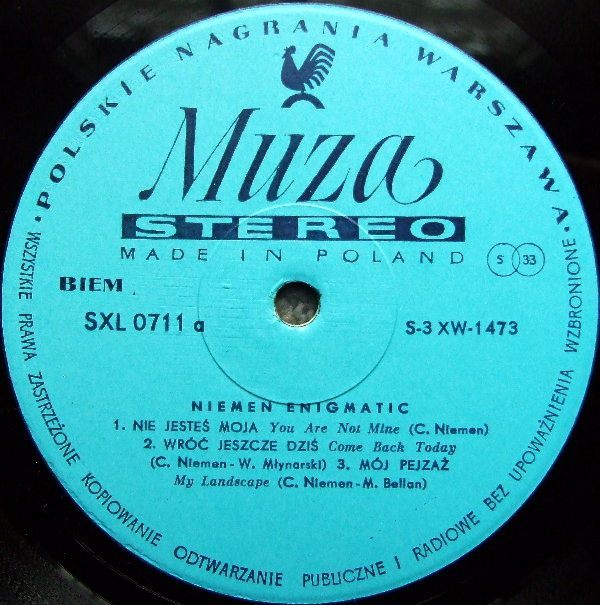 • POLSKIE NAGRANIA WARSZAWA •
Muza
STEREO
MADE IN POLAND
S 33
BIEM
SXL 0711 a
S-3 XW-1473
NIEMEN ENIGMATIC
1. NIE JESTEŚ MOJA You Are Not Mine (C. Niemen)
2. WRÓĆ JESZCZE DZIŚ Come Back Today
(C. Niemen - W. Młynarski) 3. MÓJ PEJZAŻ
My Landscape (C. Niemen - M. Bellan)
WSZYSTKIE PRAWA ZASTRZEŻONE KOPIOWANIE ODTWARZANIE PUBLICZNE I RADIOWE BEZ UPOWAŻNIENIA WZBRONIONE